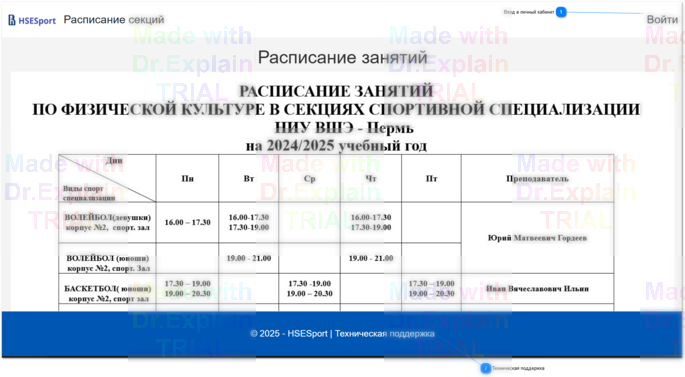 Вход в личный кабинет 1
HSESport Расписание секций Войти
Расписание занятий
РАСПИСАНИЕ ЗАНЯТИЙ
ПО ФИЗИЧЕСКОЙ КУЛЬТУРЕ В СЕКЦИЯХ СПОРТИВНОЙ СПЕЦИАЛИЗАЦИИ
НИУ ВШЭ - Пермь
на 2024/2025 учебный год
Дни
Виды спорт
специализации
Пн Вт Ср Чт Пт Преподаватель
ВОЛЕЙБОЛ(девушки)
корпус №2, спорт. зал
16.00 – 17.30
16.00-17.30
17.30-19.00
16.00-17.30
17.30-19.00
Юрий Матвеевич Гордеев
ВОЛЕЙБОЛ (юноши)
корпус №2, спорт. Зал
19.00 - 21.00 19.00 - 21.00
БАСКЕТБОЛ( юноши)
корпус №2, спорт зал
17.30 – 19.00
19.00 – 20.30
17.30 -19.00
19.00 – 20.30
17.30 – 19.00
19.00 – 20.30
Иван Вячеславович Ильин
© 2025 - HSESport | Техническая поддержка
2 Техническая поддержка
Made with
Dr.Explain
TRIAL